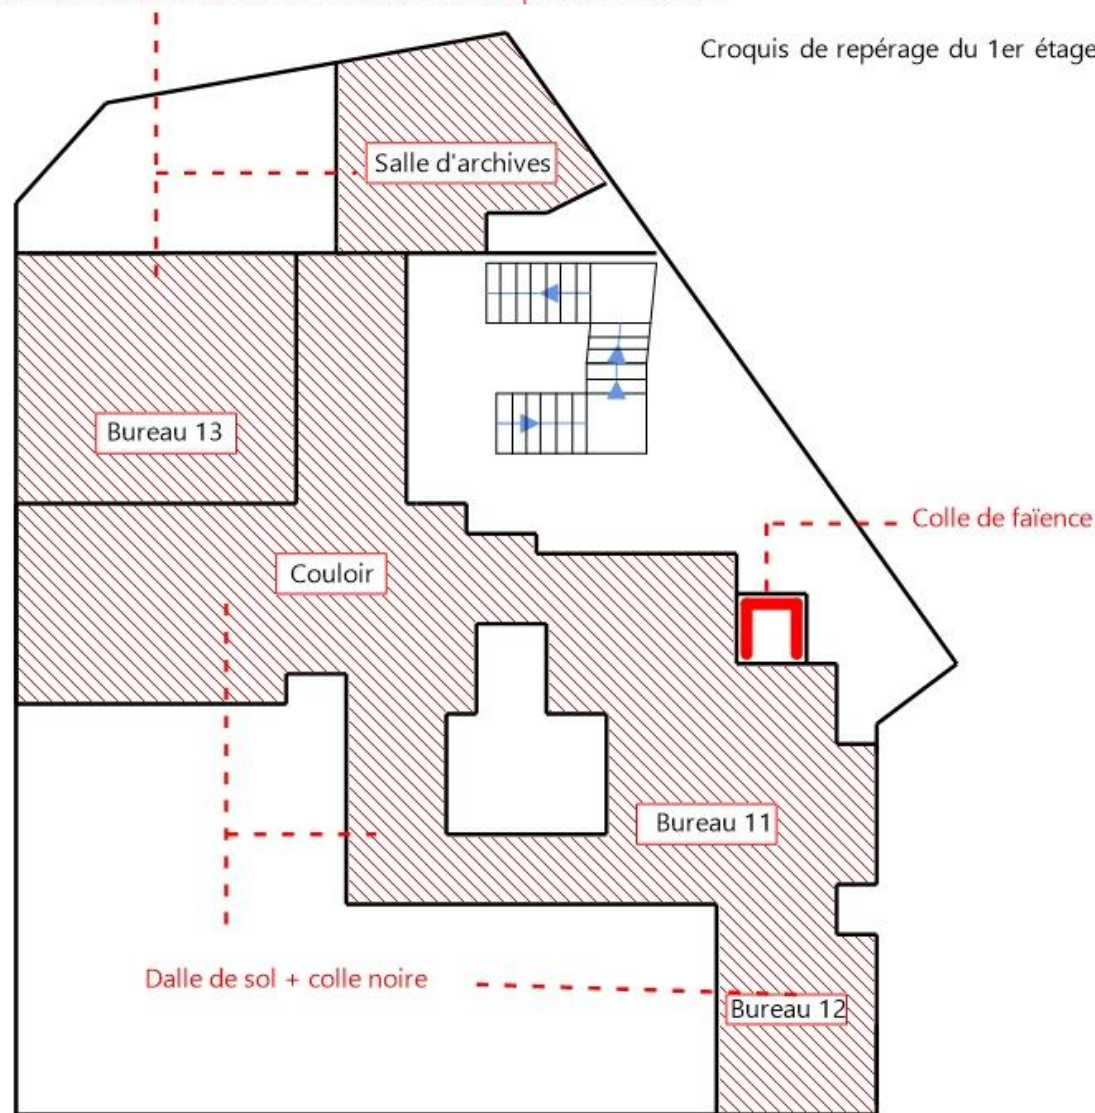 Croquis de repérage du 1er étage
Salle d'archives
Bureau 13
Colle de faïence
Couloir
Bureau 11
Dalle de sol + colle noire
Bureau 12